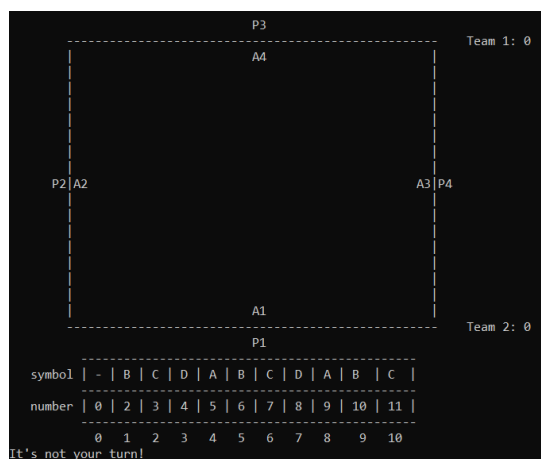 P3
Team 1: 0
A4
P2|A2 A3|P4
A1
Team 2: 0
P1
symbol | - | B | C | D | A | B | C | D | A | B | C |
number | 0 | 2 | 3 | 4 | 5 | 6 | 7 | 8 | 9 | 10 | 11 |
0 1 2 3 4 5 6 7 8 9 10
It's not your turn!